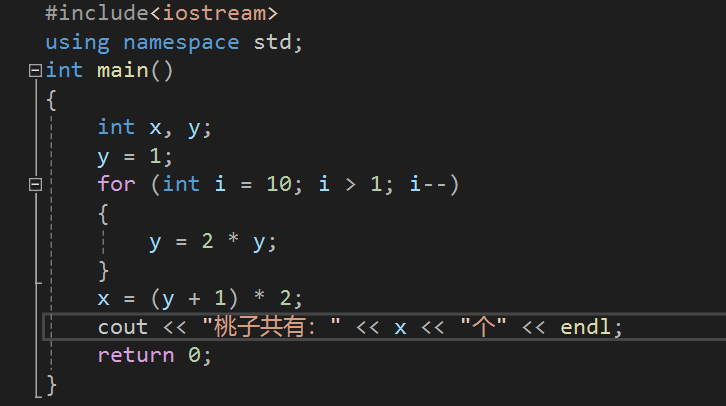 #include<iostream>
using namespace std;
int main()
{
int x, y;
y = 1;
for (int i = 10; i > 1; i--)
{
y = 2 * y;
}
x = (y + 1) * 2;
cout << "桃子共有：" << x << "个" << endl;
return 0;
}